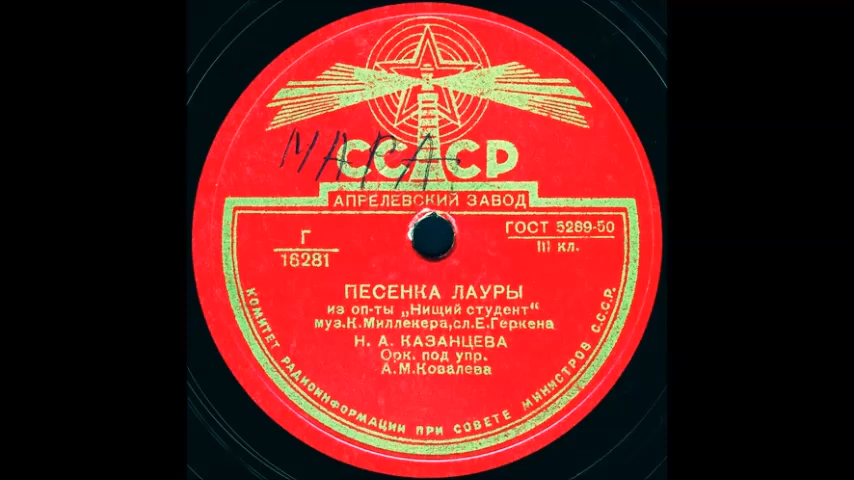 МАРА
СССР
АПРЕЛЕВСКИЙ ЗАВОД
Г
16281
ГОСТ 5289-50
III кл.
ПЕСЕНКА ЛАУРЫ
из оп-ты „Нищий студент“
муз.К.Миллекера,сл.Е.Геркена
Н. А. КАЗАНЦЕВА
Орк. под упр.
А.М.Ковалева
КОМИТЕТ РАДИОИНФОРМАЦИИ ПРИ СОВЕТЕ МИНИСТРОВ С.С.С.Р.